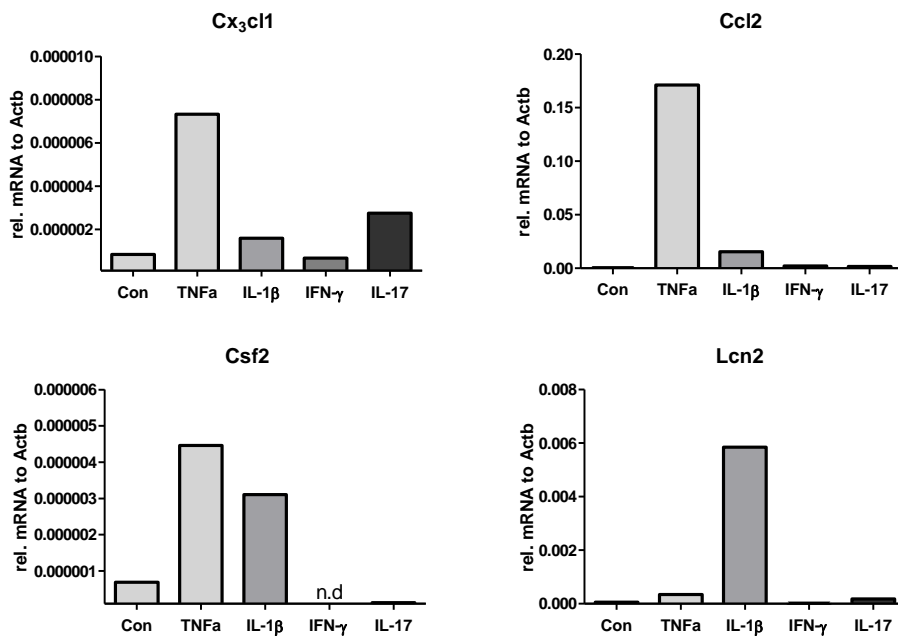 Cx₃cl1
rel. mRNA to Actb
0.000010
0.000008
0.000006
0.000004
0.000002
Con TNFa IL-1β IFN-γ IL-17
Ccl2
rel. mRNA to Actb
0.20
0.15
0.10
0.05
0.00
Con TNFa IL-1β IFN-γ IL-17
Csf2
rel. mRNA to Actb
0.000006
0.000005
0.000004
0.000003
0.000002
0.000001
n.d
Con TNFa IL-1β IFN-γ IL-17
Lcn2
rel. mRNA to Actb
0.008
0.006
0.004
0.002
0.000
Con TNFa IL-1β IFN-γ IL-17